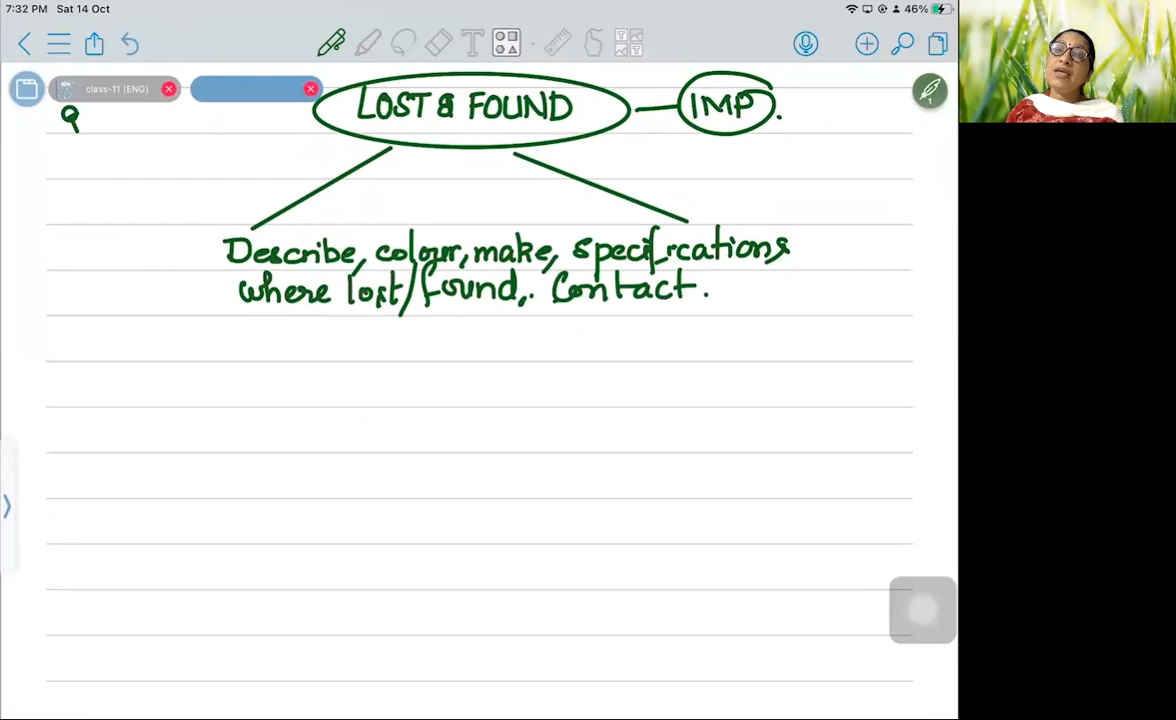 7:32 PM Sat 14 Oct
46%
class-11 (ENG)
LOST & FOUND
IMP.
Describe, colour, make, specifications
where lost/found,. Contact.
1